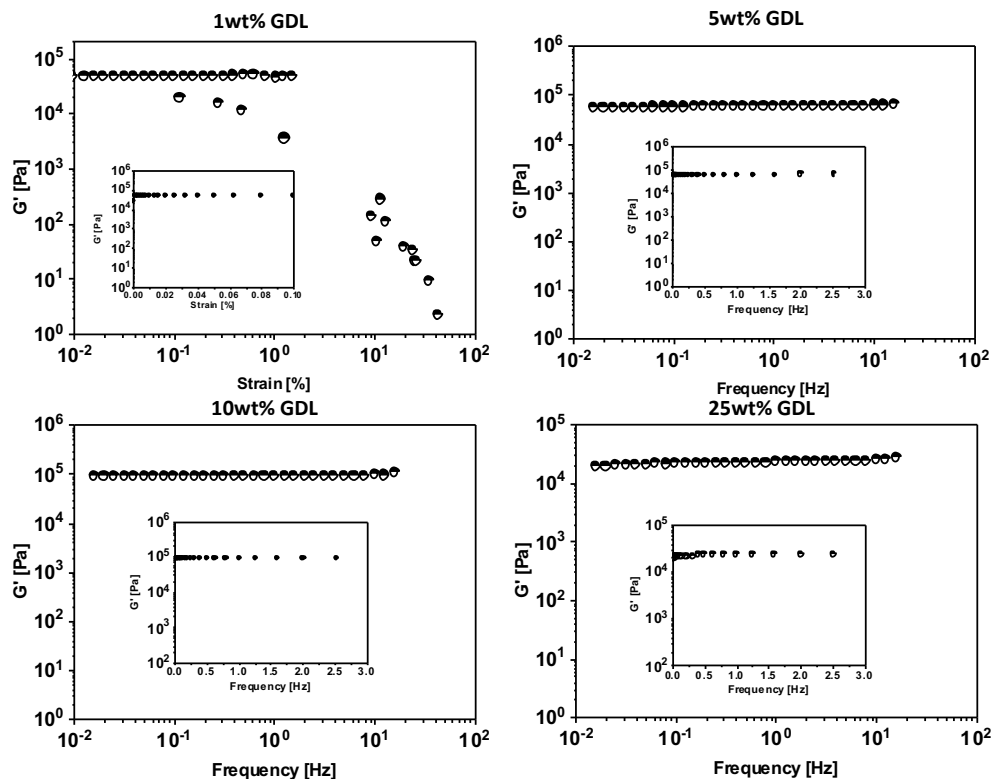 1wt% GDL
10⁵
10⁴
10³
10²
10¹
10⁰
G' [Pa]
10⁻² 10⁻¹ 10⁰ 10¹ 10²
Strain [%]
10⁶
10⁵
10⁴
10³
10²
10¹
10⁰
G' [Pa]
0.00 0.02 0.04 0.06 0.08 0.10
Strain [%]
5wt% GDL
10⁶
10⁵
10⁴
10³
10²
10¹
10⁰
G' [Pa]
10⁻² 10⁻¹ 10⁰ 10¹ 10²
Frequency [Hz]
10⁶
10⁵
10⁴
10³
10²
10¹
10⁰
G' [Pa]
0.0 0.5 1.0 1.5 2.0 2.5 3.0
Frequency [Hz]
10wt% GDL
10⁶
10⁵
10⁴
10³
10²
10¹
10⁰
G' [Pa]
10⁻² 10⁻¹ 10⁰ 10¹ 10²
Frequency [Hz]
10⁶
10⁵
10⁴
10³
10²
G' [Pa]
0.0 0.5 1.0 1.5 2.0 2.5 3.0
Frequency [Hz]
25wt% GDL
10⁵
10⁴
10³
10²
10¹
10⁰
G' [Pa]
10⁻² 10⁻¹ 10⁰ 10¹ 10²
Frequency [Hz]
10⁵
10⁴
10³
10²
G' [Pa]
0.0 0.5 1.0 1.5 2.0 2.5 3.0
Frequency [Hz]